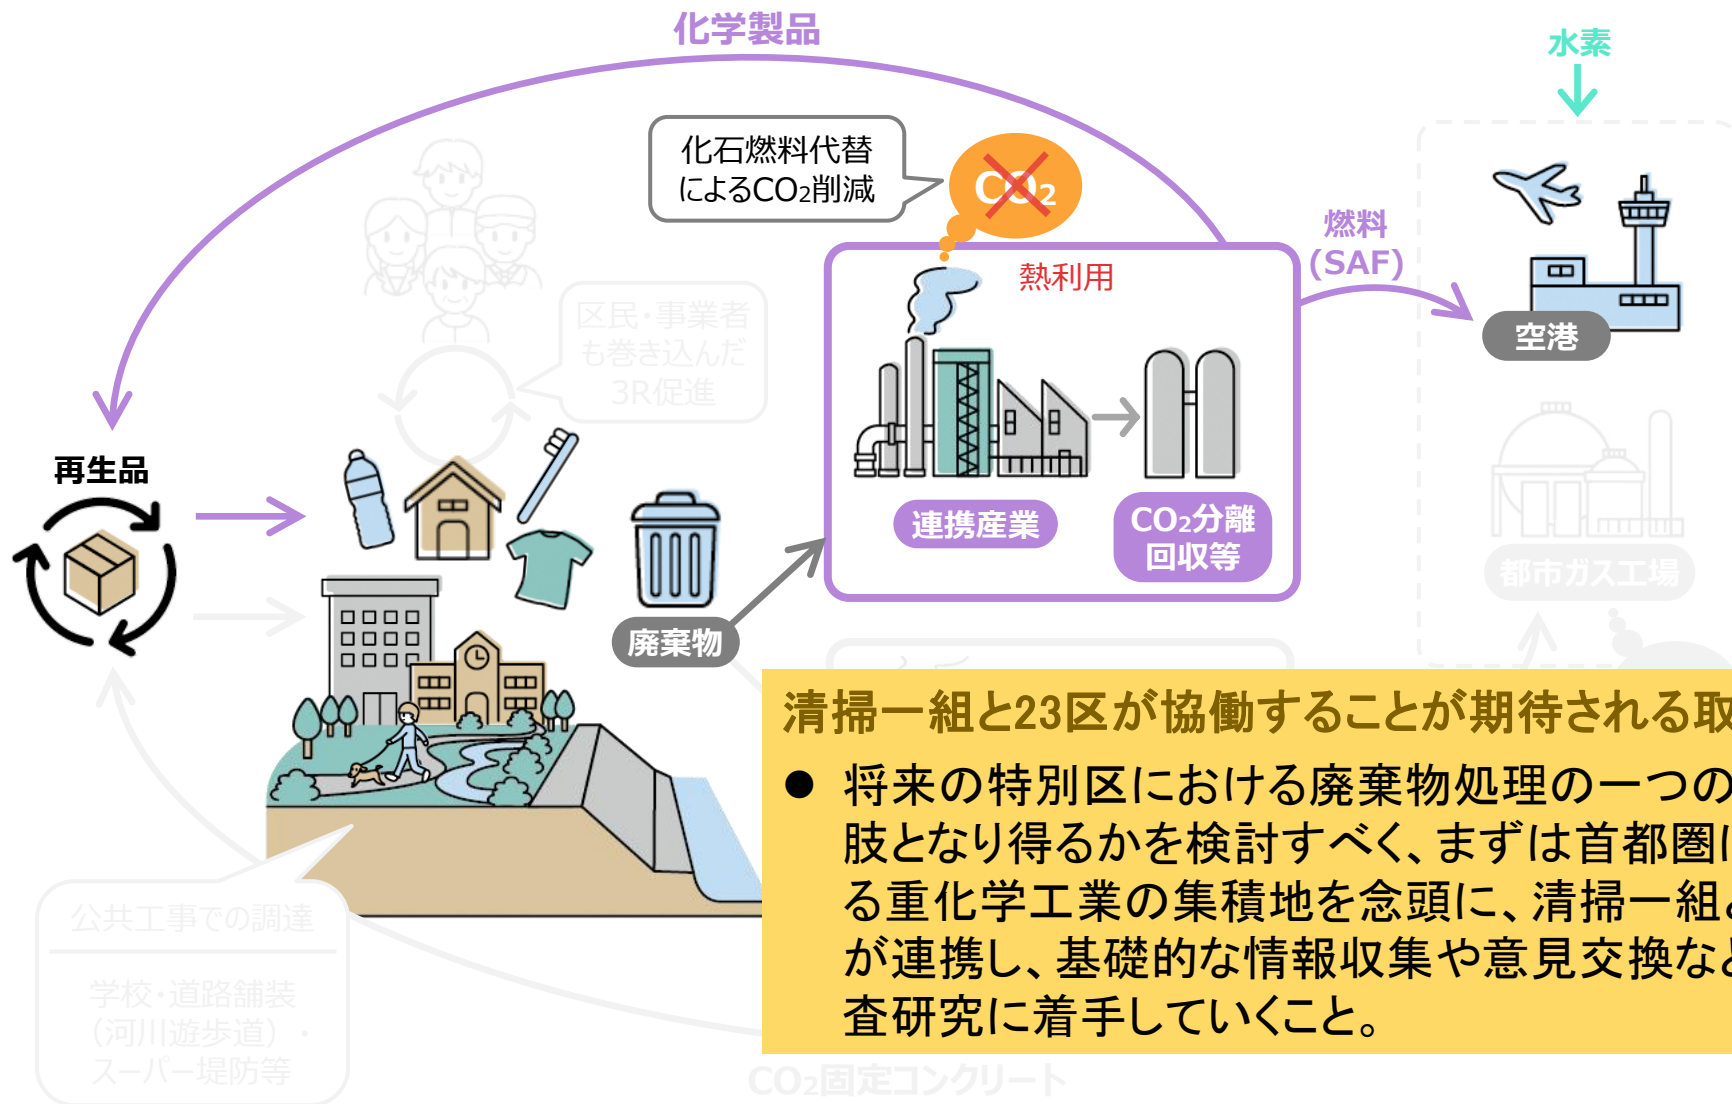 化学製品
水素
化石燃料代替
によるCO₂削減
CO₂
熱利用
燃料
(SAF)
空港
区民・事業者
も巻き込んだ
3R促進
再生品
連携産業
CO₂分離
回収等
都市ガス工場
廃棄物
清掃一組と23区が協働することが期待される取
● 将来の特別区における廃棄物処理の一つの
肢となり得るかを検討すべく、まずは首都圏に
る重化学工業の集積地を念頭に、清掃一組と
が連携し、基礎的な情報収集や意見交換など
査研究に着手していくこと。
公共工事での調達
学校・道路舗装
（河川遊歩道）・
スーパー堤防等
CO₂固定コンクリート